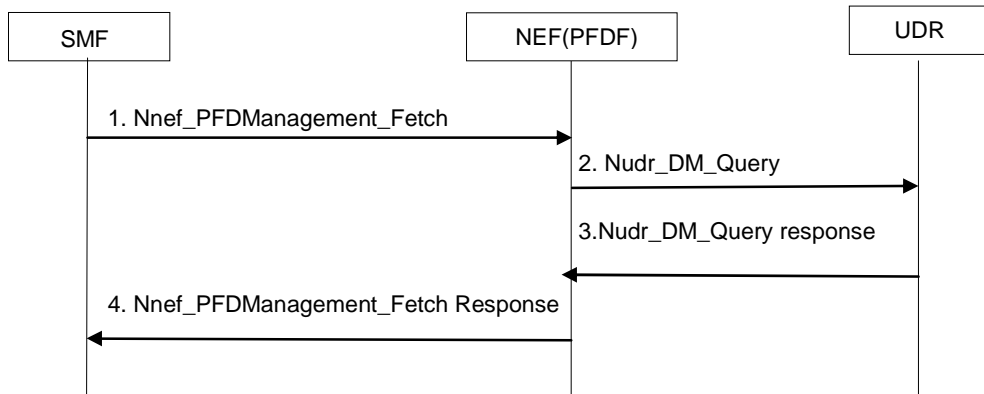 SMF
NEF(PFDF)
UDR
1. Nnef_PFDManagement_Fetch
2. Nudr_DM_Query
3.Nudr_DM_Query response
4. Nnef_PFDManagement_Fetch Response